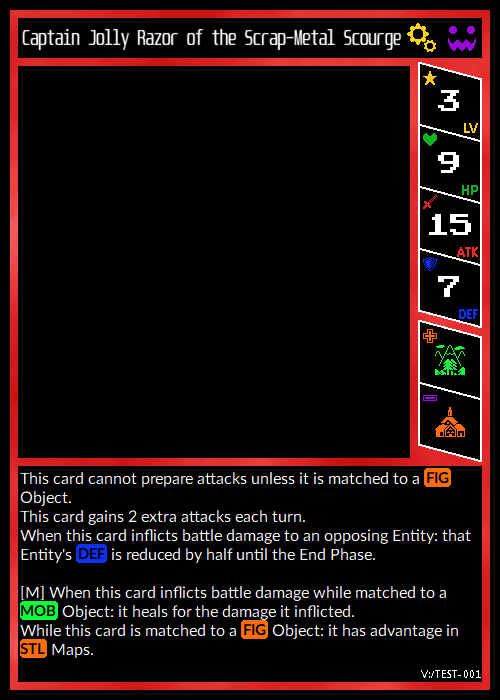 Captain Jolly Razor of the Scrap-Metal Scourge
3
LV
9
HP
15
ATK
7
DEF
This card cannot prepare attacks unless it is matched to a FIG
Object.
This card gains 2 extra attacks each turn.
When this card inflicts battle damage to an opposing Entity: that
Entity's DEF is reduced by half until the End Phase.
[M] When this card inflicts battle damage while matched to a
MOB Object: it heals for the damage it inflicted.
While this card is matched to a FIG Object: it has advantage in
STL Maps.
V:/TEST-001